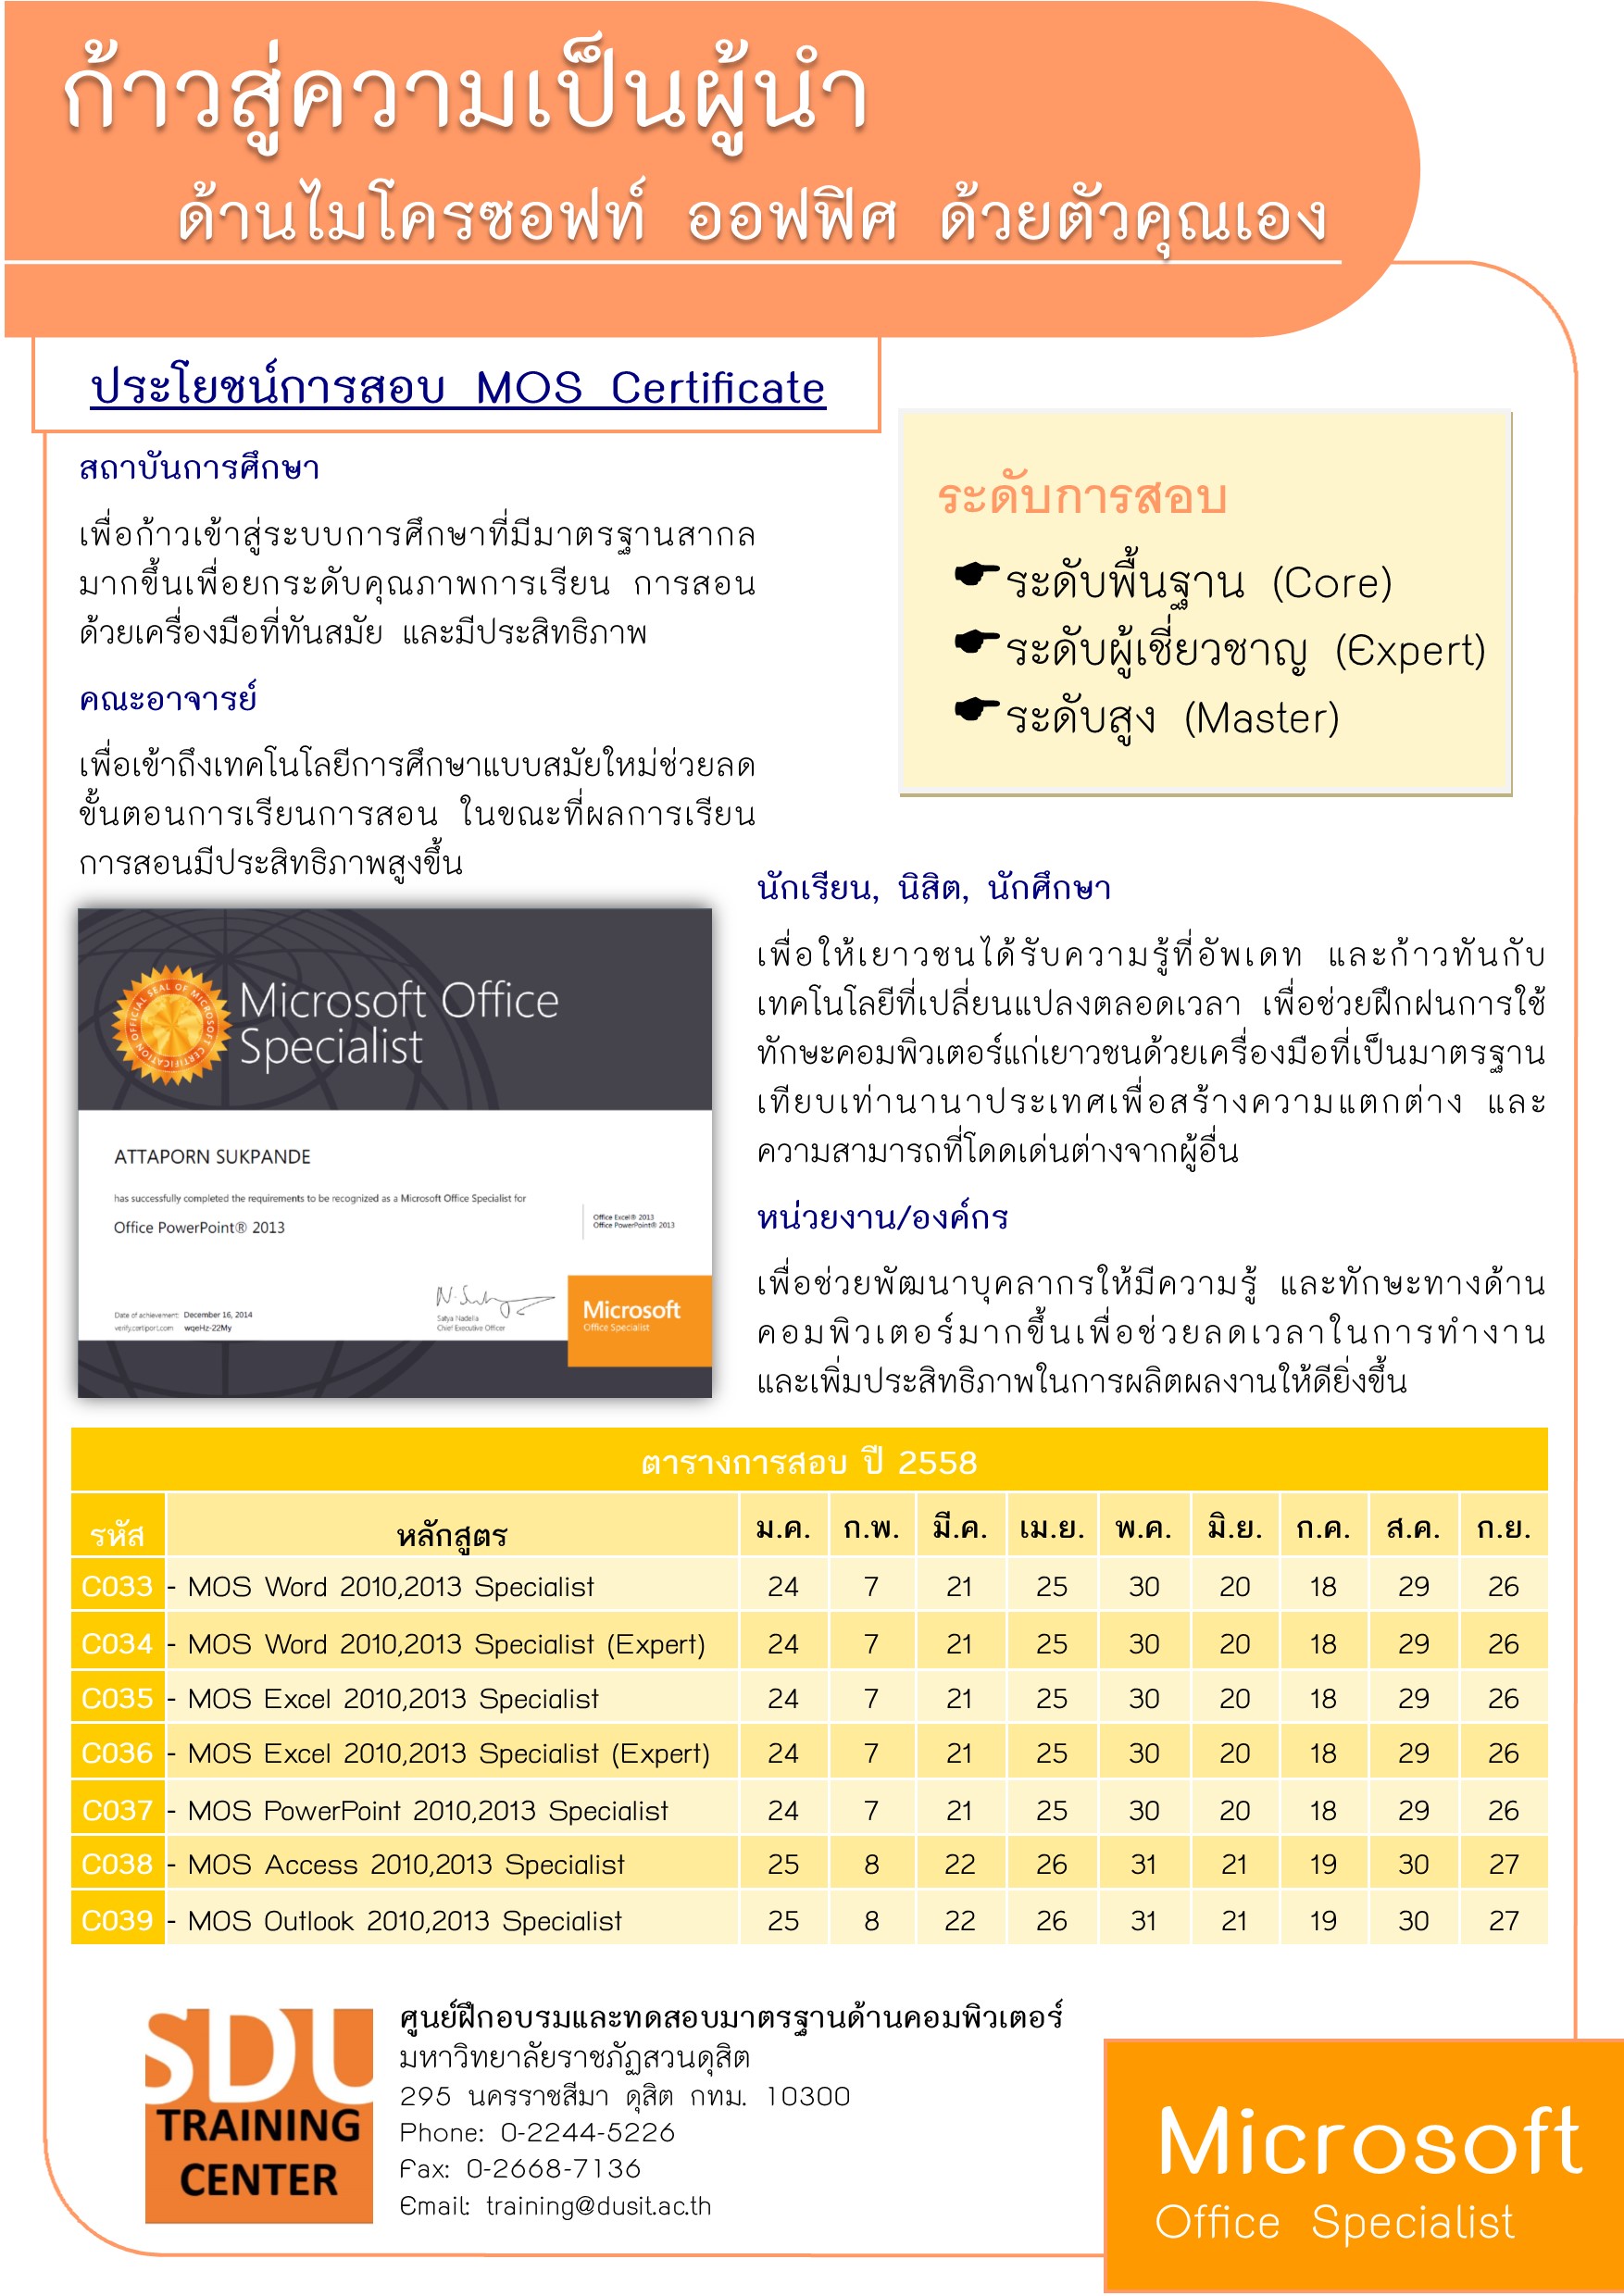 ก้าวสู่ความเป็นผู้นำ
ด้านไมโครซอฟท์ ออฟฟิศ ด้วยตัวคุณเอง
ประโยชน์การสอบ MOS Certificate
สถาบันการศึกษา
เพื่อก้าวเข้าสู่ระบบการศึกษาที่มีมาตรฐานสากล
มากขึ้นเพื่อยกระดับคุณภาพการเรียน การสอน
ด้วยเครื่องมือที่ทันสมัย และมีประสิทธิภาพ
คณะอาจารย์
เพื่อเข้าถึงเทคโนโลยีการศึกษาแบบสมัยใหม่ช่วยลด
ขั้นตอนการเรียนการสอน ในขณะที่ผลการเรียน
การสอนมีประสิทธิภาพสูงขึ้น
ระดับการสอบ
ระดับพื้นฐาน (Core)
ระดับผู้เชี่ยวชาญ (Expert)
ระดับสูง (Master)
OFFICIAL SEAL OF MICROSOFT CERTIFICATION
Microsoft Office
Specialist
ATTAPORN SUKPANDE
has successfully completed the requirements to be recognized as a Microsoft Office Specialist for
Office PowerPoint® 2013
Office Excel® 2013
Office PowerPoint® 2013
Date of achievement: December 16, 2014
verify.certiport.com wqeHz-22My
Satya Nadella
Chief Executive Officer
Microsoft
Office Specialist
นักเรียน, นิสิต, นักศึกษา
เพื่อให้เยาวชนได้รับความรู้ที่อัพเดท และก้าวทันกับ
เทคโนโลยีที่เปลี่ยนแปลงตลอดเวลา เพื่อช่วยฝึกฝนการใช้
ทักษะคอมพิวเตอร์แก่เยาวชนด้วยเครื่องมือที่เป็นมาตรฐาน
เทียบเท่านานาประเทศเพื่อสร้างความแตกต่าง และ
ความสามารถที่โดดเด่นต่างจากผู้อื่น
หน่วยงาน/องค์กร
เพื่อช่วยพัฒนาบุคลากรให้มีความรู้ และทักษะทางด้าน
คอมพิวเตอร์มากขึ้นเพื่อช่วยลดเวลาในการทำงาน
และเพิ่มประสิทธิภาพในการผลิตผลงานให้ดียิ่งขึ้น
ตารางการสอบ ปี 2558
รหัส หลักสูตร ม.ค. ก.พ. มี.ค. เม.ย. พ.ค. มิ.ย. ก.ค. ส.ค. ก.ย.
C033 - MOS Word 2010,2013 Specialist 24 7 21 25 30 20 18 29 26
C034 - MOS Word 2010,2013 Specialist (Expert) 24 7 21 25 30 20 18 29 26
C035 - MOS Excel 2010,2013 Specialist 24 7 21 25 30 20 18 29 26
C036 - MOS Excel 2010,2013 Specialist (Expert) 24 7 21 25 30 20 18 29 26
C037 - MOS PowerPoint 2010,2013 Specialist 24 7 21 25 30 20 18 29 26
C038 - MOS Access 2010,2013 Specialist 25 8 22 26 31 21 19 30 27
C039 - MOS Outlook 2010,2013 Specialist 25 8 22 26 31 21 19 30 27
SDU
TRAINING
CENTER
ศูนย์ฝึกอบรมและทดสอบมาตรฐานด้านคอมพิวเตอร์
มหาวิทยาลัยราชภัฏสวนดุสิต
295 นครราชสีมา ดุสิต กทม. 10300
Phone: 0-2244-5226
Fax: 0-2668-7136
Email: training@dusit.ac.th
Microsoft
Office Specialist